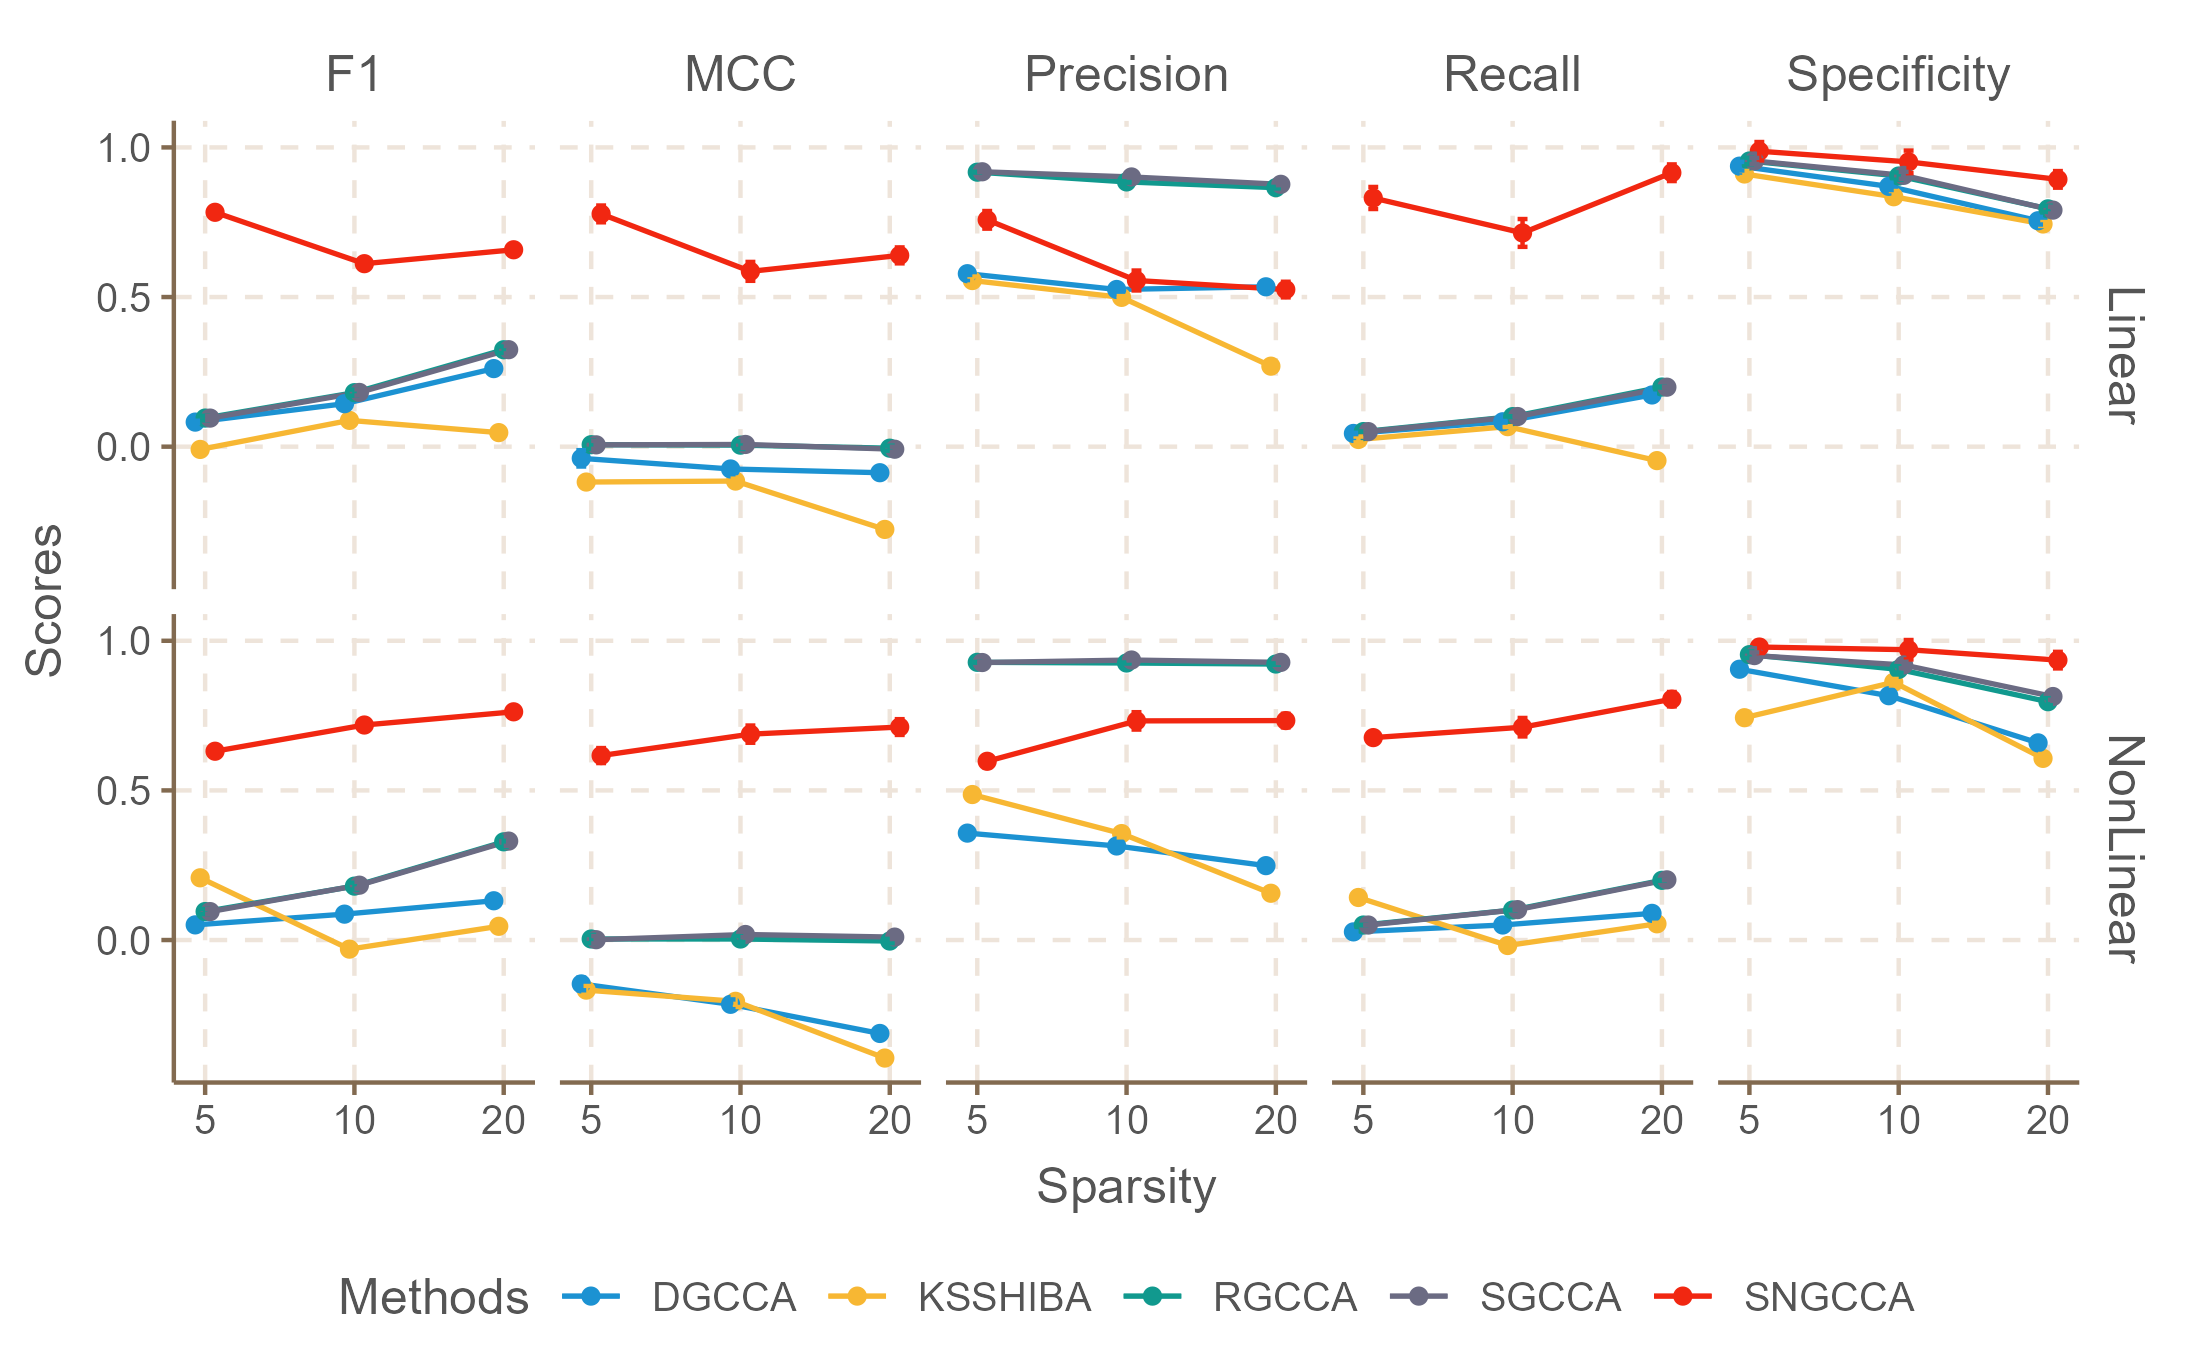 F1 MCC Precision Recall Specificity
1.0
0.5
0.0
Linear
Scores
1.0
0.5
0.0
NonLinear
5 10 20 5 10 20 5 10 20 5 10 20 5 10 20
Sparsity
Methods DGCCA KSSHIBA RGCCA SGCCA SNGCCA